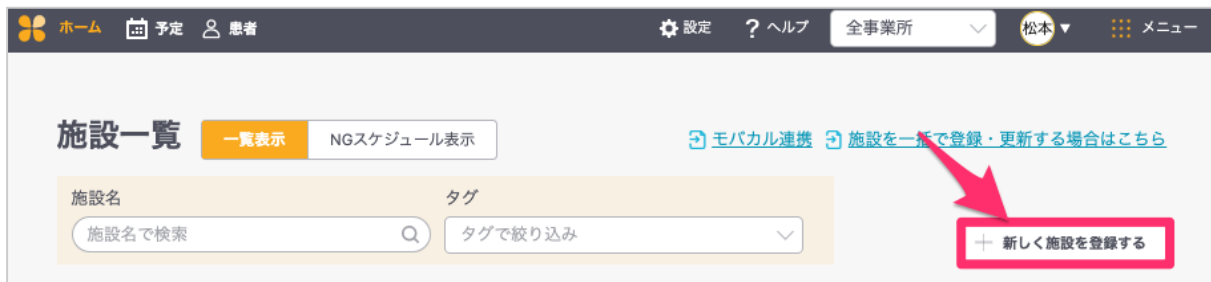 ホーム 予定 患者 設定 ? ヘルプ 全事業所 松本 ▼ メニュー
施設一覧 一覧表示 NGスケジュール表示 モバカル連携 施設を一括で登録・更新する場合はこちら
施設名 タグ
施設名で検索 タグで絞り込み + 新しく施設を登録する